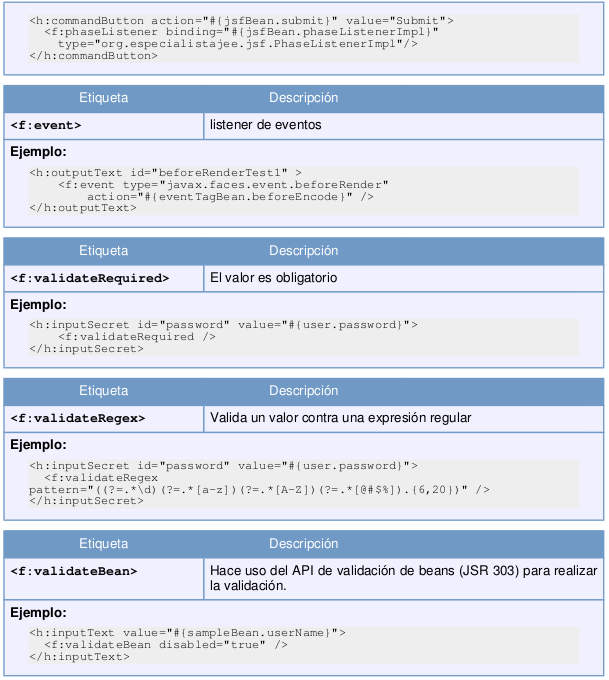 <h:commandButton action="#{jsfBean.submit}" value="Submit">
<f:phaseListener binding="#{jsfBean.phaseListenerImpl}"
type="org.especialistajee.jsf.PhaseListenerImpl"/>
</h:commandButton>
Etiqueta Descripción
<f:event> listener de eventos
Ejemplo:
<h:outputText id="beforeRenderTest1" >
<f:event type="javax.faces.event.beforeRender"
action="#{eventTagBean.beforeEncode}" />
</h:outputText>
Etiqueta Descripción
<f:validateRequired> El valor es obligatorio
Ejemplo:
<h:inputSecret id="password" value="#{user.password}">
<f:validateRequired />
</h:inputSecret>
Etiqueta Descripción
<f:validateRegex> Valida un valor contra una expresión regular
Ejemplo:
<h:inputSecret id="password" value="#{user.password}">
<f:validateRegex
pattern="((?=.*\d)(?=.*[a-z])(?=.*[A-Z])(?=.*[@#$%]).{6,20})" />
</h:inputSecret>
Etiqueta Descripción
<f:validateBean> Hace uso del API de validación de beans (JSR 303) para realizar
la validación.
Ejemplo:
<h:inputText value="#{sampleBean.userName}">
<f:validateBean disabled="true" />
</h:inputText>